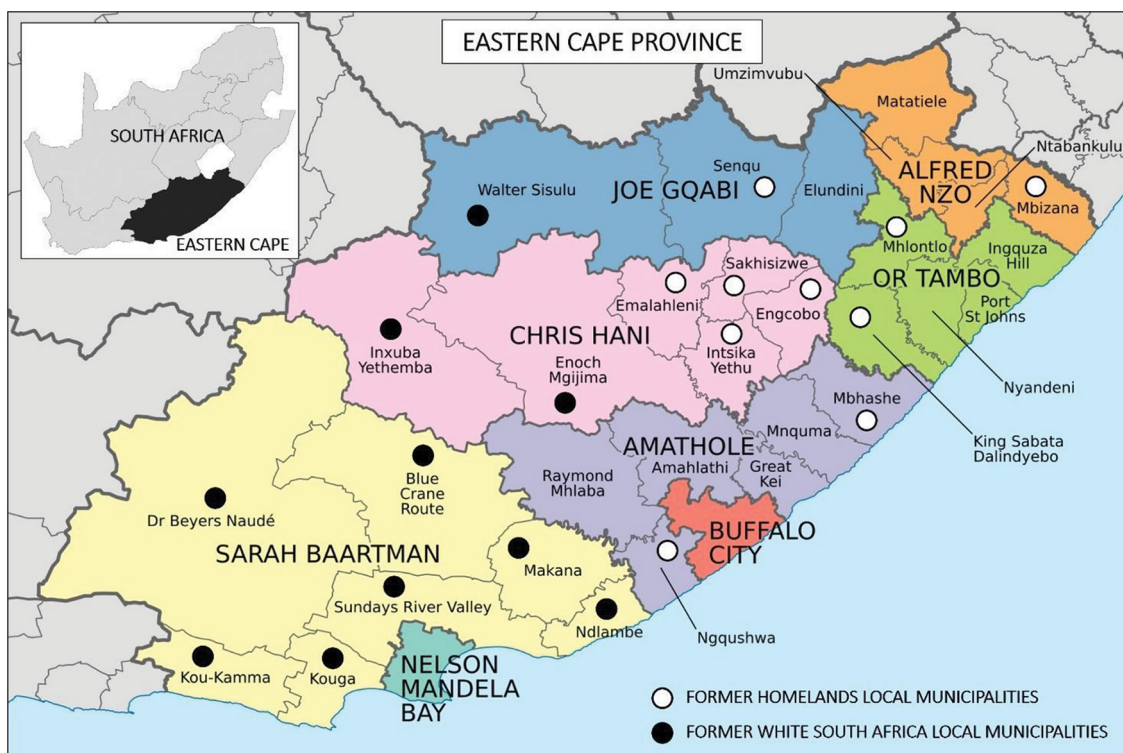 EASTERN CAPE PROVINCE
SOUTH AFRICA
EASTERN CAPE
Umzimvubu
Matatiele
Ntabankulu
ALFRED
NZO
Mbizana
Walter Sisulu
JOE GQABI
Senqu
Elundini
Mhlontlo
Ingquza
Hill
OR TAMBO
Port
St Johns
Nyandeni
King Sabata
Dalindyebo
Sakhisizwe
Emalahleni
Engcobo
CHRIS HANI
Intsika
Yethu
Inxuba
Yethemba
Enoch
Mgijima
Mbhashe
Mnquma
AMATHOLE
Amahlathi
Great
Kei
Raymond
Mhlaba
BUFFALO
CITY
Ngqushwa
Blue
Crane
Route
Dr Beyers Naudé
SARAH BAARTMAN
Makana
Sundays River Valley
Ndlambe
Kou-Kamma
Kouga
NELSON
MANDELA
BAY
FORMER HOMELANDS LOCAL MUNICIPALITIES
FORMER WHITE SOUTH AFRICA LOCAL MUNICIPALITIES